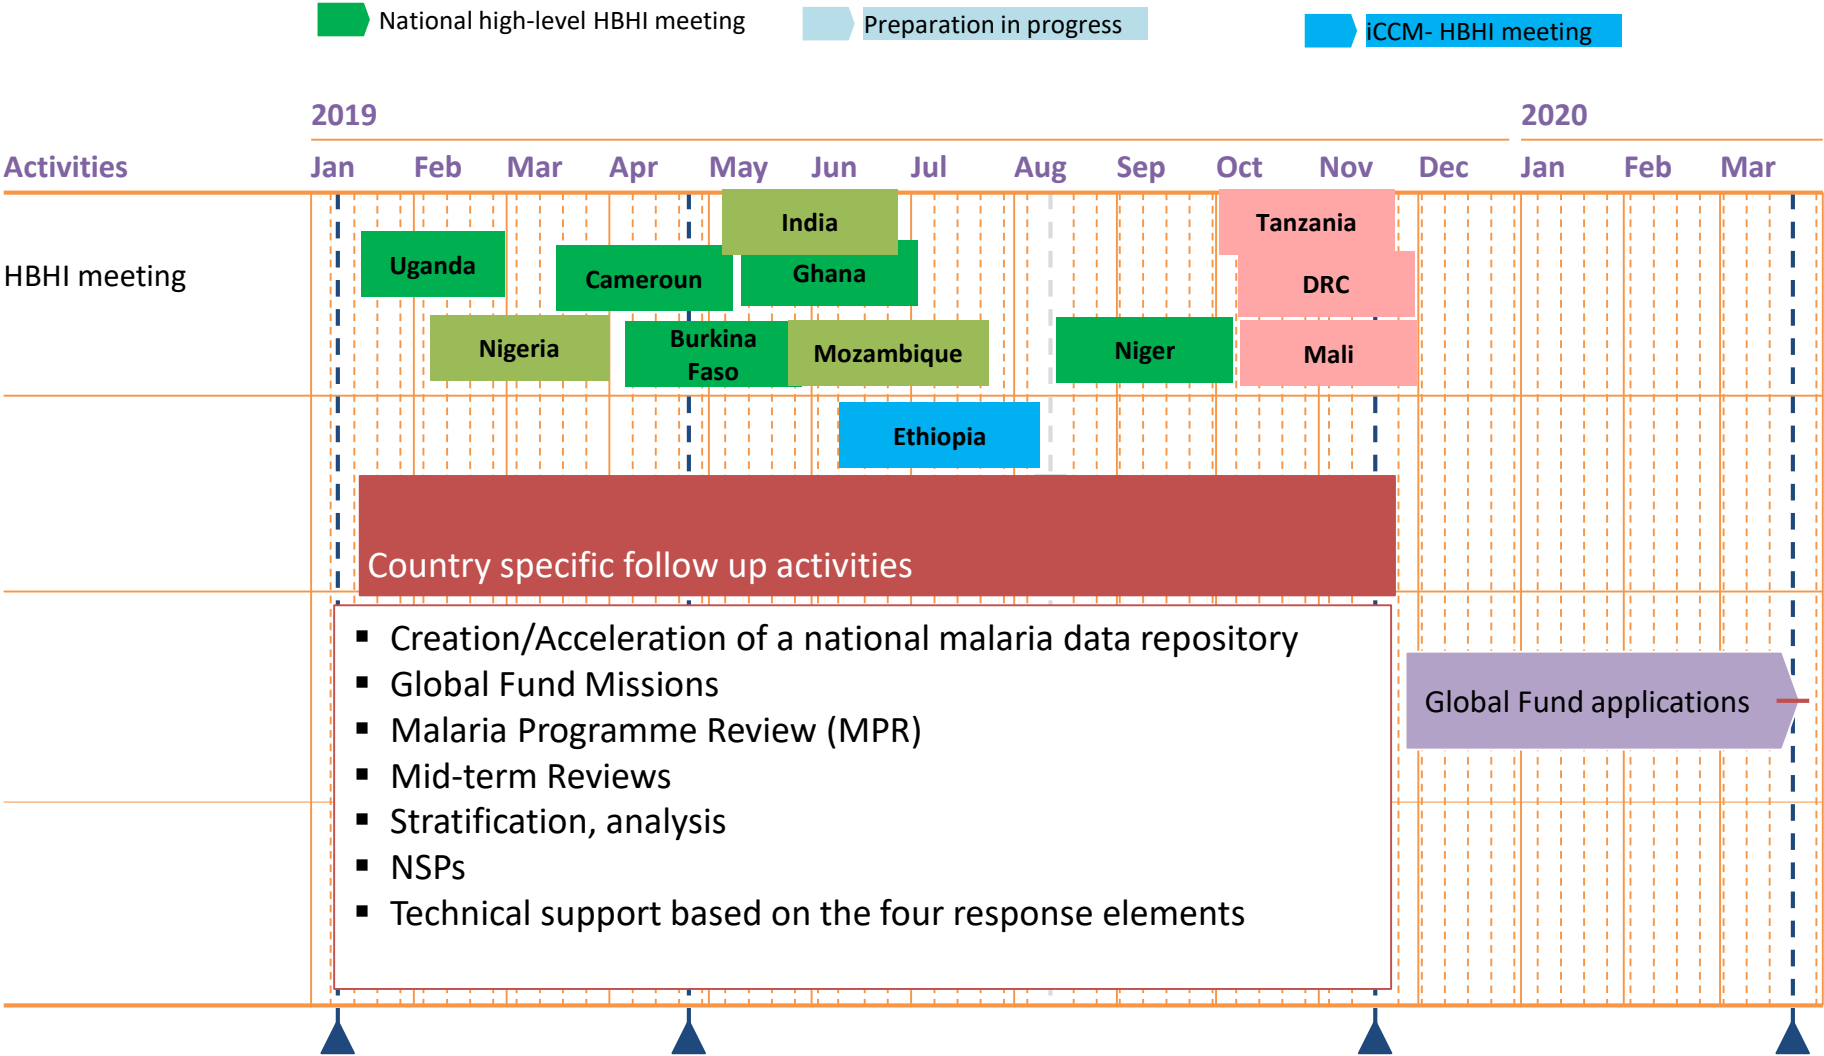 National high-level HBHI meeting
Preparation in progress
iCCM- HBHI meeting
2019
2020
Activities
Jan
Feb
Mar
Apr
May
Jun
Jul
Aug
Sep
Oct
Nov
Dec
Jan
Feb
Mar
India
Tanzania
HBHI meeting
Uganda
Cameroun
Ghana
DRC
Nigeria
Burkina
Faso
Mozambique
Niger
Mali
Ethiopia
Country specific follow up activities
▪ Creation/Acceleration of a national malaria data repository
▪ Global Fund Missions
▪ Malaria Programme Review (MPR)
▪ Mid-term Reviews
▪ Stratification, analysis
▪ NSPs
▪ Technical support based on the four response elements
Global Fund applications